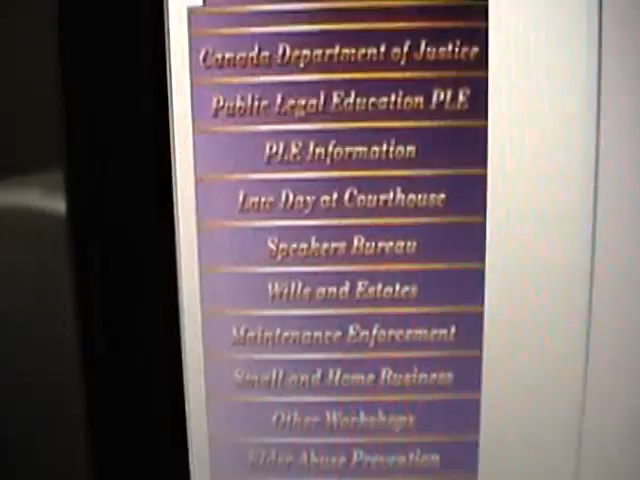 Canada Department of Justice
Public Legal Education PLE
PLE Information
Law Day at Courthouse
Speakers Bureau
Wills and Estates
Maintenance Enforcement
Small and Home Business
Other Workshops
Elder Abuse Prevention